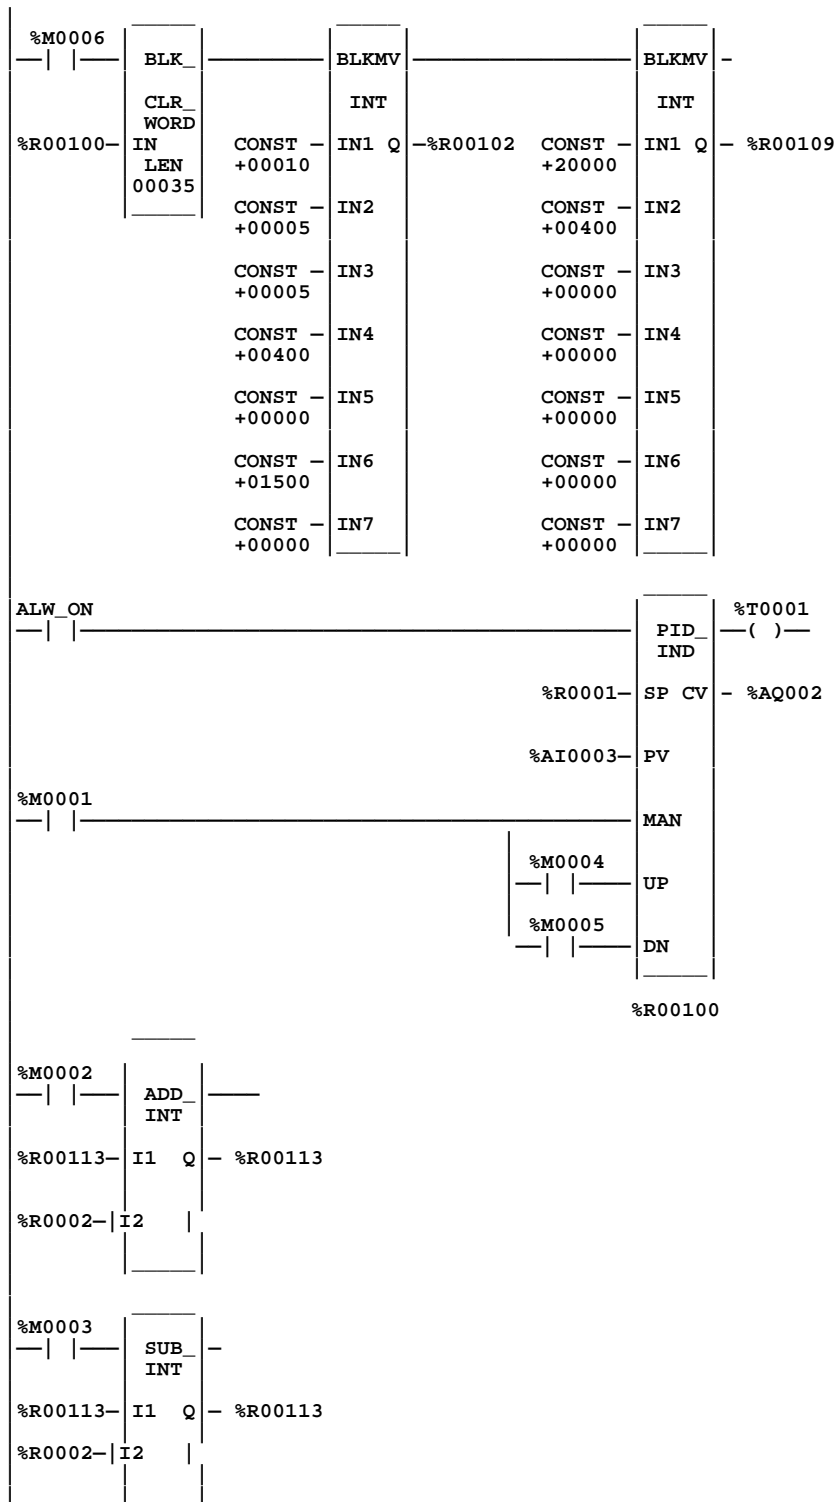 %M0006
BLK_ BLKMV BLKMV
CLR_ INT INT
WORD
%R00100 IN CONST IN1 Q %R00102 CONST IN1 Q %R00109
LEN +00010 +20000
00035
CONST IN2 CONST IN2
+00005 +00400
CONST IN3 CONST IN3
+00005 +00000
CONST IN4 CONST IN4
+00400 +00000
CONST IN5 CONST IN5
+00000 +00000
CONST IN6 CONST IN6
+01500 +00000
CONST IN7 CONST IN7
+00000 +00000
ALW_ON %T0001
PID_ ( )
IND
%R0001 SP CV %AQ002
%AI0003 PV
%M0001
MAN
%M0004
UP
%M0005
DN
%R00100
%M0002
ADD_
INT
%R00113 I1 Q %R00113
%R0002 I2
%M0003
SUB_
INT
%R00113 I1 Q %R00113
%R0002 I2